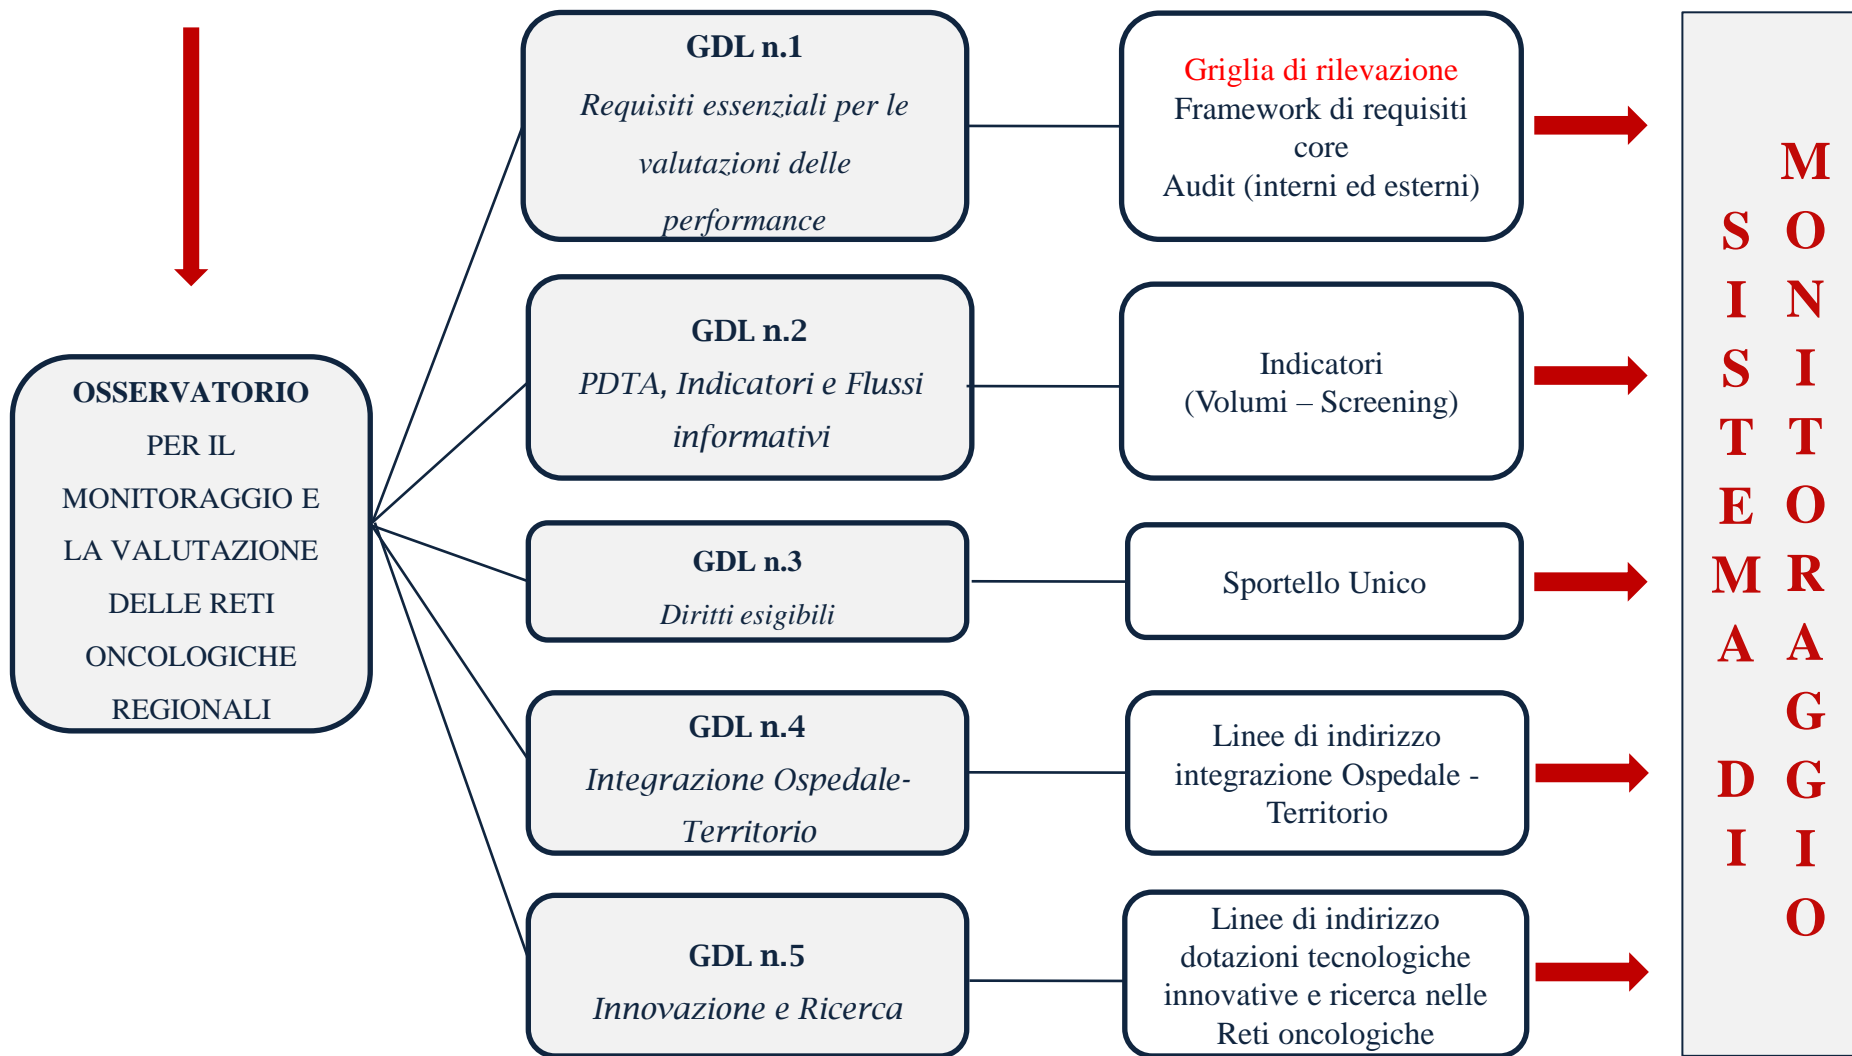 OSSERVATORIO
PER IL
MONITORAGGIO E
LA VALUTAZIONE
DELLE RETI
ONCOLOGICHE
REGIONALI
GDL n.1
Requisiti essenziali per le
valutazioni delle
performance
Griglia di rilevazione
Framework di requisiti
core
Audit (interni ed esterni)
GDL n.2
PDTA, Indicatori e Flussi
informativi
Indicatori
(Volumi – Screening)
GDL n.3
Diritti esigibili
Sportello Unico
GDL n.4
Integrazione Ospedale-
Territorio
Linee di indirizzo
integrazione Ospedale -
Territorio
GDL n.5
Innovazione e Ricerca
Linee di indirizzo
dotazioni tecnologiche
innovative e ricerca nelle
Reti oncologiche
SISTEMA DI
MONITORAGGIO